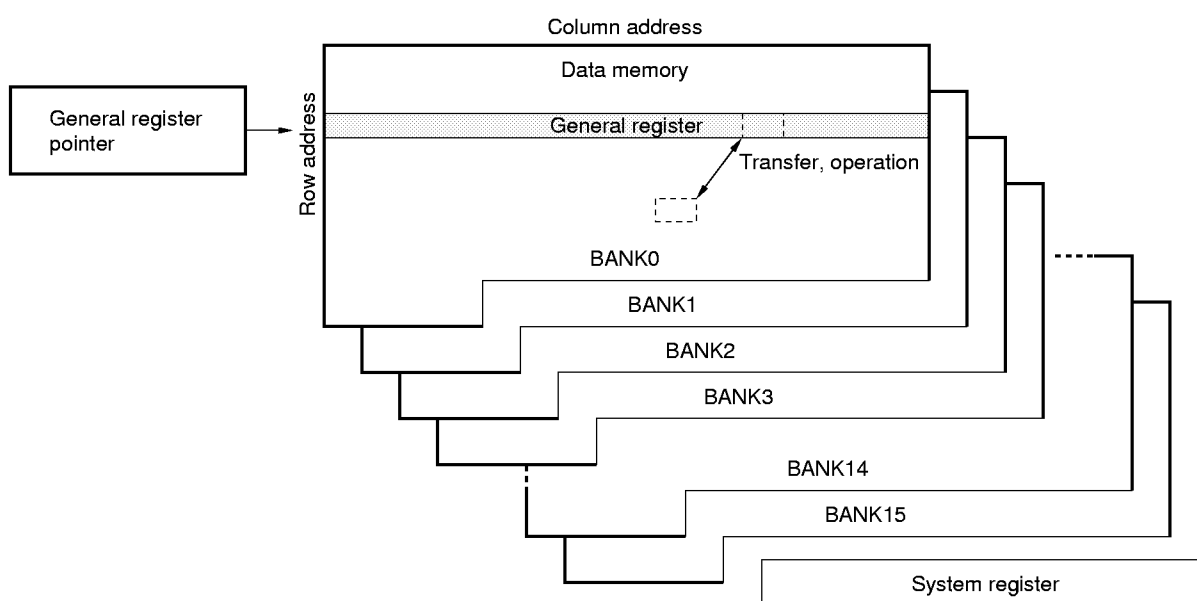 Column address
Data memory
General register
pointer
Row address
General register
Transfer, operation
BANK0
BANK1
BANK2
BANK3
BANK14
BANK15
System register